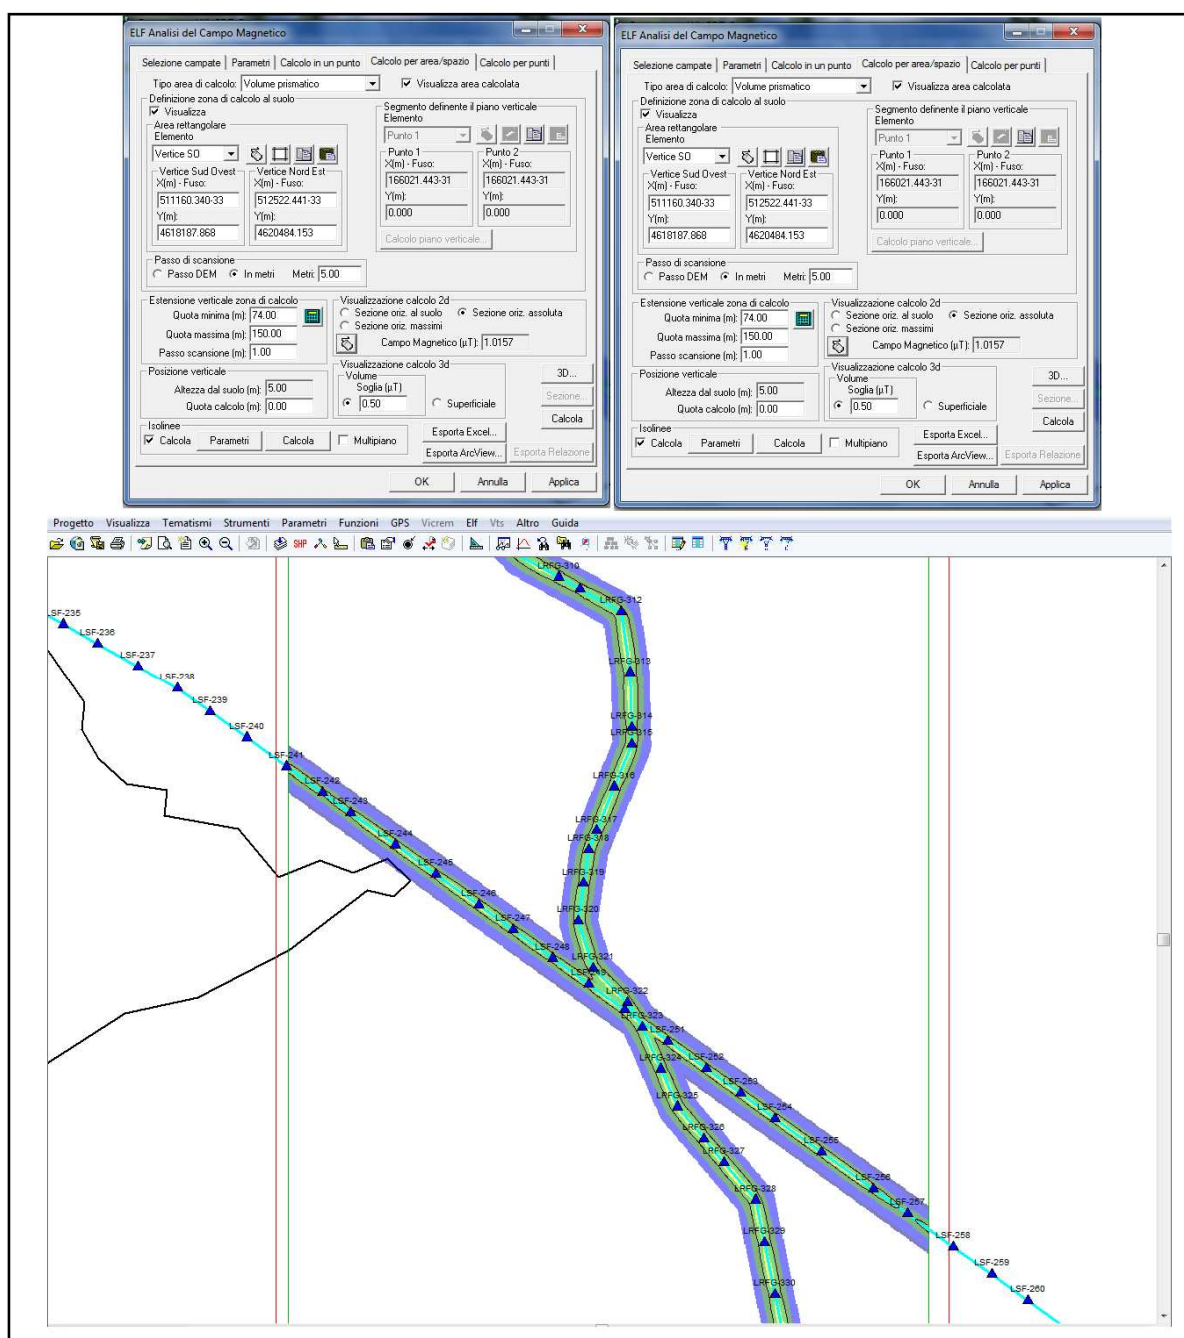 ELF Analisi del Campo Magnetico
Selezione campate Parametri Calcolo in un punto Calcolo per area/spazio Calcolo per punti
Tipo area di calcolo: Volume prismatico Visualizza area calcolata
Definizione zona di calcolo al suolo
Visualizza
Area rettangolare
Elemento
Vertice SO
Vertice Sud Ovest Vertice Nord Est
X(m) - Fuso: X(m) - Fuso:
511160.340-33 512522.441-33
Y(m): Y(m):
4618187.868 4620484.153
Segmento definente il piano verticale
Elemento
Punto 1
Punto 1 Punto 2
X(m) - Fuso: X(m) - Fuso:
166021.443-31 166021.443-31
Y(m): Y(m):
0.000 0.000
Calcolo piano verticale...
Passo di scansione
Passo DEM In metri Metri: 5.00
Estensione verticale zona di calcolo
Quota minima (m): 74.00
Quota massima (m): 150.00
Passo scansione (m): 1.00
Visualizzazione calcolo 2d
Sezione oriz. al suolo Sezione oriz. assoluta
Sezione oriz. massimi
Campo Magnetico (µT): 1.0157
Posizione verticale
Altezza dal suolo (m): 5.00
Quota calcolo (m): 0.00
Visualizzazione calcolo 3d
Volume
Soglia (µT)
0.50 Superficiale
3D...
Sezione...
Calcola
Isolinee
Calcola Parametri Calcola Multipiano
Esporta Excel...
Esporta ArcView... Esporta Relazione
OK Annulla Applica
ELF Analisi del Campo Magnetico
Selezione campate Parametri Calcolo in un punto Calcolo per area/spazio Calcolo per punti
Tipo area di calcolo: Volume prismatico Visualizza area calcolata
Definizione zona di calcolo al suolo
Visualizza
Area rettangolare
Elemento
Vertice SO
Vertice Sud Ovest Vertice Nord Est
X(m) - Fuso: X(m) - Fuso:
511160.340-33 512522.441-33
Y(m): Y(m):
4618187.868 4620484.153
Segmento definente il piano verticale
Elemento
Punto 1
Punto 1 Punto 2
X(m) - Fuso: X(m) - Fuso:
166021.443-31 166021.443-31
Y(m): Y(m):
0.000 0.000
Calcolo piano verticale...
Passo di scansione
Passo DEM In metri Metri: 5.00
Estensione verticale zona di calcolo
Quota minima (m): 74.00
Quota massima (m): 150.00
Passo scansione (m): 1.00
Visualizzazione calcolo 2d
Sezione oriz. al suolo Sezione oriz. assoluta
Sezione oriz. massimi
Campo Magnetico (µT): 1.0157
Posizione verticale
Altezza dal suolo (m): 5.00
Quota calcolo (m): 0.00
Visualizzazione calcolo 3d
Volume
Soglia (µT)
0.50 Superficiale
3D...
Sezione...
Calcola
Isolinee
Calcola Parametri Calcola Multipiano
Esporta Excel...
Esporta ArcView... Esporta Relazione
OK Annulla Applica
Progetto Visualizza Tematismi Strumenti Parametri Funzioni GPS Vicrem Elf Vts Altro Guida
SHP
LRFG-310
LRFG-312
SF-235
LSF-236
LSF-237
LRFG-313
LSF-238
LSF-239
LRFG-314
LSF-240
LRFG-315
LSF-241
LSF-242
LRFG-316
LSF-243
LRFG-317
LSF-244
LRFG-318
LSF-245
LRFG-319
LSF-246
LRFG-320
LSF-247
LSF-248
LRFG-321
LSF-249
LRFG-322
LRFG-323
LSF-251
LRFG-324
LSF-252
LSF-253
LRFG-325
LSF-254
LRFG-326
LSF-255
LRFG-327
LSF-256
LRFG-328
LSF-257
LRFG-329
LSF-258
LSF-259
LRFG-330
LSF-260